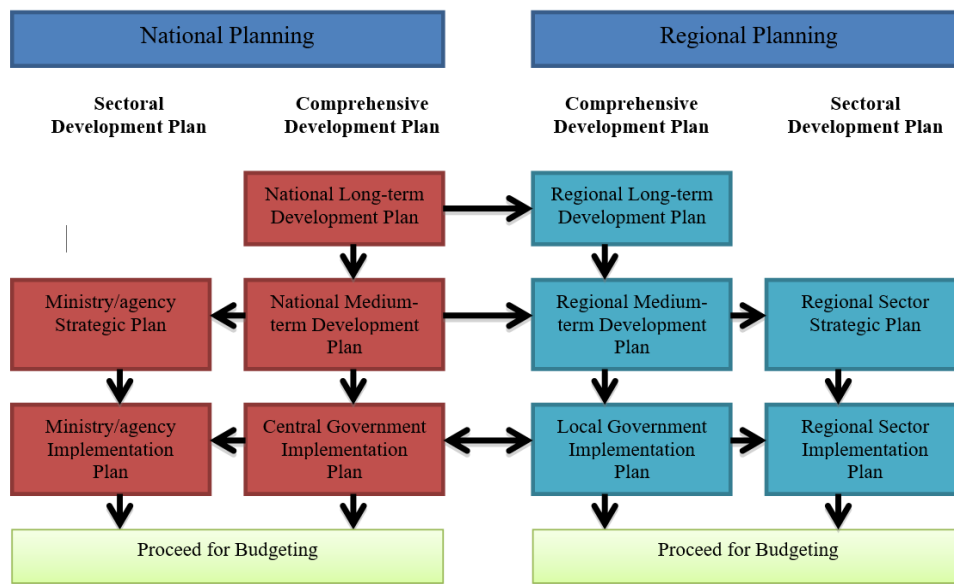 National Planning
Regional Planning
Sectoral
Development Plan
Comprehensive
Development Plan
Comprehensive
Development Plan
Sectoral
Development Plan
National Long-term
Development Plan
Regional Long-term
Development Plan
Ministry/agency
Strategic Plan
National Medium-
term Development
Plan
Regional Medium-
term Development
Plan
Regional Sector
Strategic Plan
Ministry/agency
Implementation
Plan
Central Government
Implementation
Plan
Local Government
Implementation
Plan
Regional Sector
Implementation
Plan
Proceed for Budgeting
Proceed for Budgeting